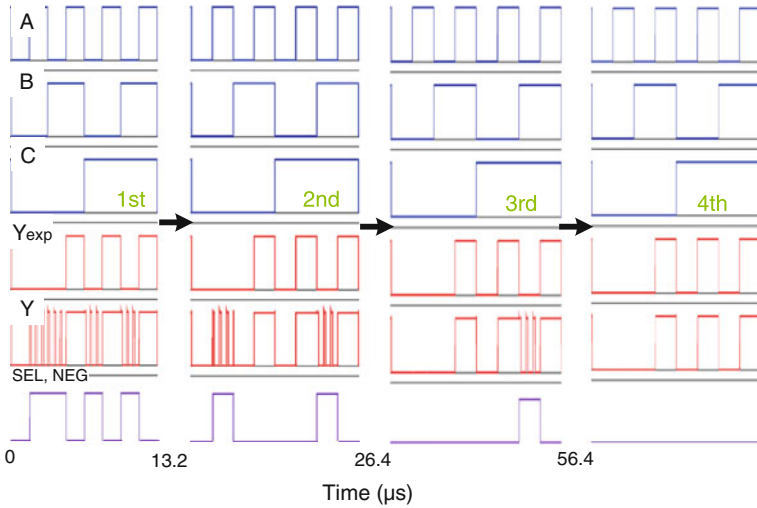 A
B
C
1st
2nd
3rd
4th
Yexp
Y
SEL, NEG
0
13.2
26.4
56.4
Time (µs)